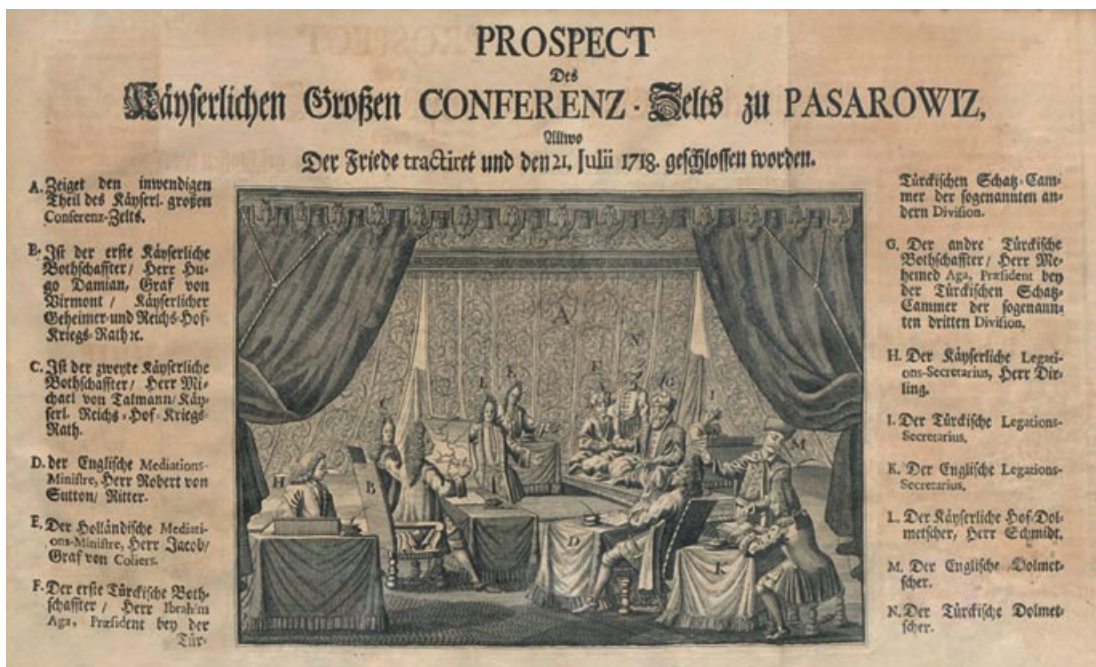 PROSPECT
Des
Käyserlichen Großen CONFERENZ-Zelts zu PASAROWIZ,
Allwo
Der Friede tractiret und den 21. Julii 1718. geschlossen worden.
A. Zeiget den inwendigen
Theil des Käyserl. großen
Conferenz-Zelts.
B. Ist der erste Käyserliche
Bothschaffter / Herr Hu-
go Damian, Graf von
Virmont / Käyserlicher
Geheimer-und Reichs-Hof-
Kriegs-Rath ꝛc.
C. Ist der zweyte Käyserliche
Bothschaffter / Herr Mi-
chael von Talmann / Käy-
serl. Reichs-Hof-Kriegs-
Rath.
D. der Englische Mediations-
Ministre, Herr Robert von
Sutton / Ritter.
E. Der Holländische Mediati-
ons-Ministre, Herr Jacob /
Graf von Colliers.
F. Der erste Türckische Both-
schaffter / Herr Ibrahim
Aga, Præsident bey der
Tür-
Türckischen Schatz-Cam-
mer der sogenannten an-
dern Division.
G. Der andre Türckische
Bothschaffter / Herr Me-
hemed Aga, Præsident bey
der Türckischen Schatz-
Cammer der sogenann-
ten dritten Division.
H. Der Käyserliche Legati-
ons-Secretarius, Herr Dir-
ling.
I. Der Türckische Legations-
Secretarius.
K. Der Englische Legations-
Secretarius.
L. Der Käyserliche Hof-Dol-
metscher, Herr Schmidt.
M. Der Englische Dolmet-
scher.
N. Der Türckische Dolmet-
scher.
A
N
E
F
L
G
I
C
M
H
B
D
K